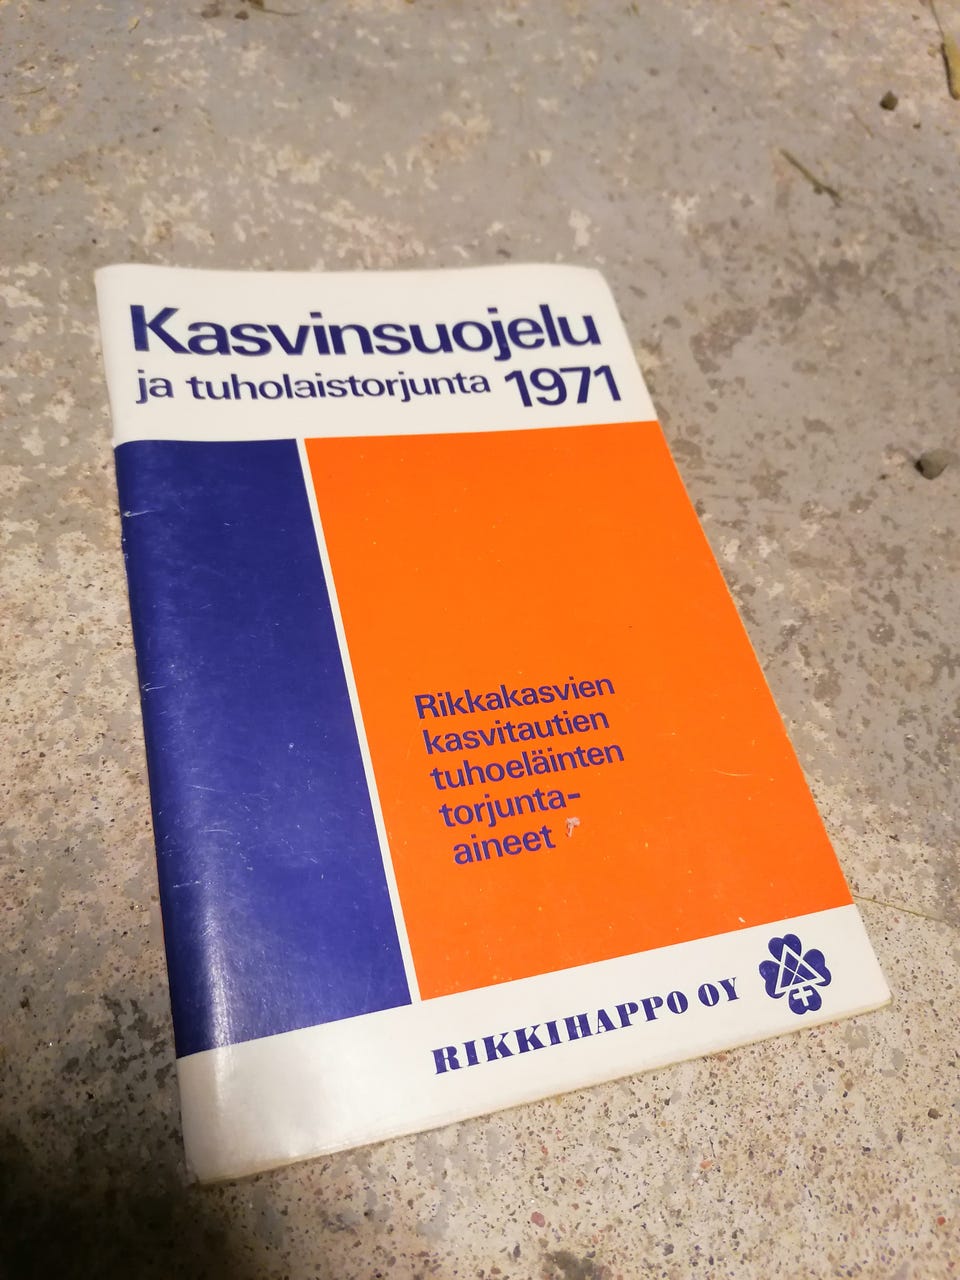 Kasvinsuojelu
ja tuholaistorjunta 1971
Rikkakasvien
kasvitautien
tuhoeläinten
torjunta-
aineet
RIKKIHAPPO OY